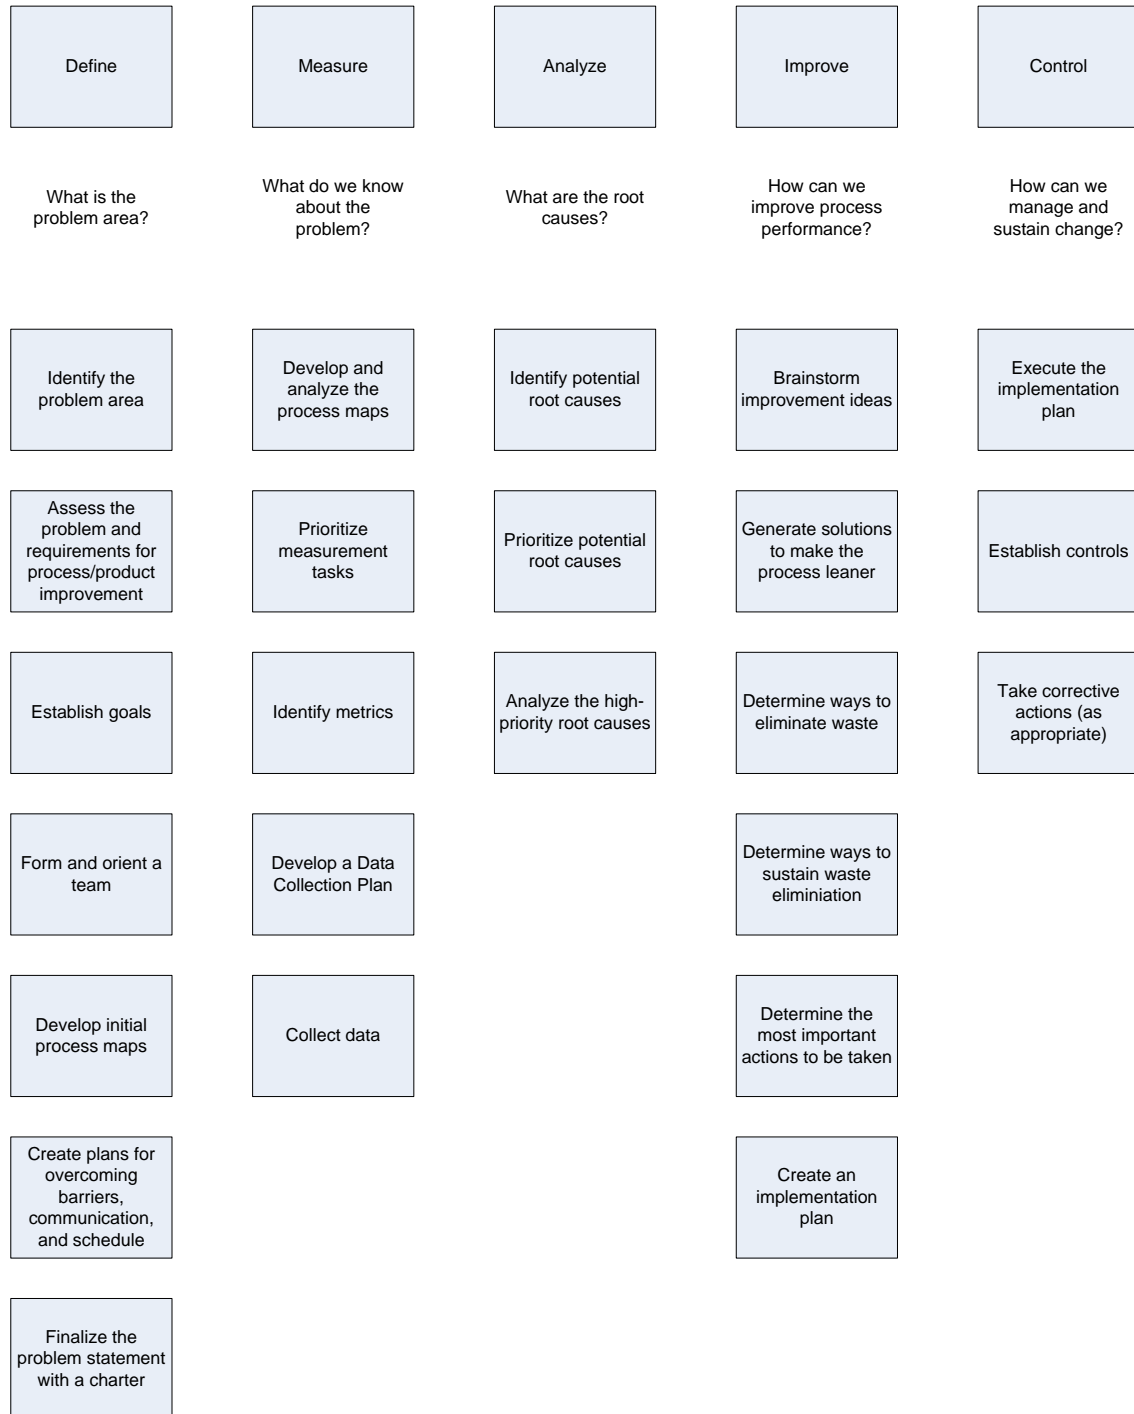 Define
Measure
Analyze
Improve
Control
What is the
problem area?
What do we know
about the
problem?
What are the root
causes?
How can we
improve process
performance?
How can we
manage and
sustain change?
Identify the
problem area
Develop and
analyze the
process maps
Identify potential
root causes
Brainstorm
improvement ideas
Execute the
implementation
plan
Assess the
problem and
requirements for
process/product
improvement
Prioritize
measurement
tasks
Prioritize potential
root causes
Generate solutions
to make the
process leaner
Establish controls
Establish goals
Identify metrics
Analyze the high-
priority root causes
Determine ways to
eliminate waste
Take corrective
actions (as
appropriate)
Form and orient a
team
Develop a Data
Collection Plan
Determine ways to
sustain waste
eliminiation
Develop initial
process maps
Collect data
Determine the
most important
actions to be taken
Create plans for
overcoming
barriers,
communication,
and schedule
Create an
implementation
plan
Finalize the
problem statement
with a charter